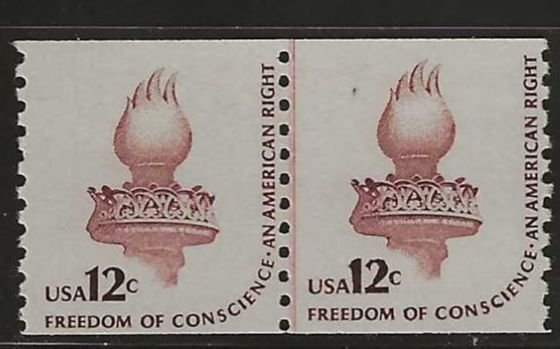 USA12c
FREEDOM OF CONSCIENCE · AN AMERICAN RIGHT
USA12c
FREEDOM OF CONSCIENCE · AN AMERICAN RIGHT